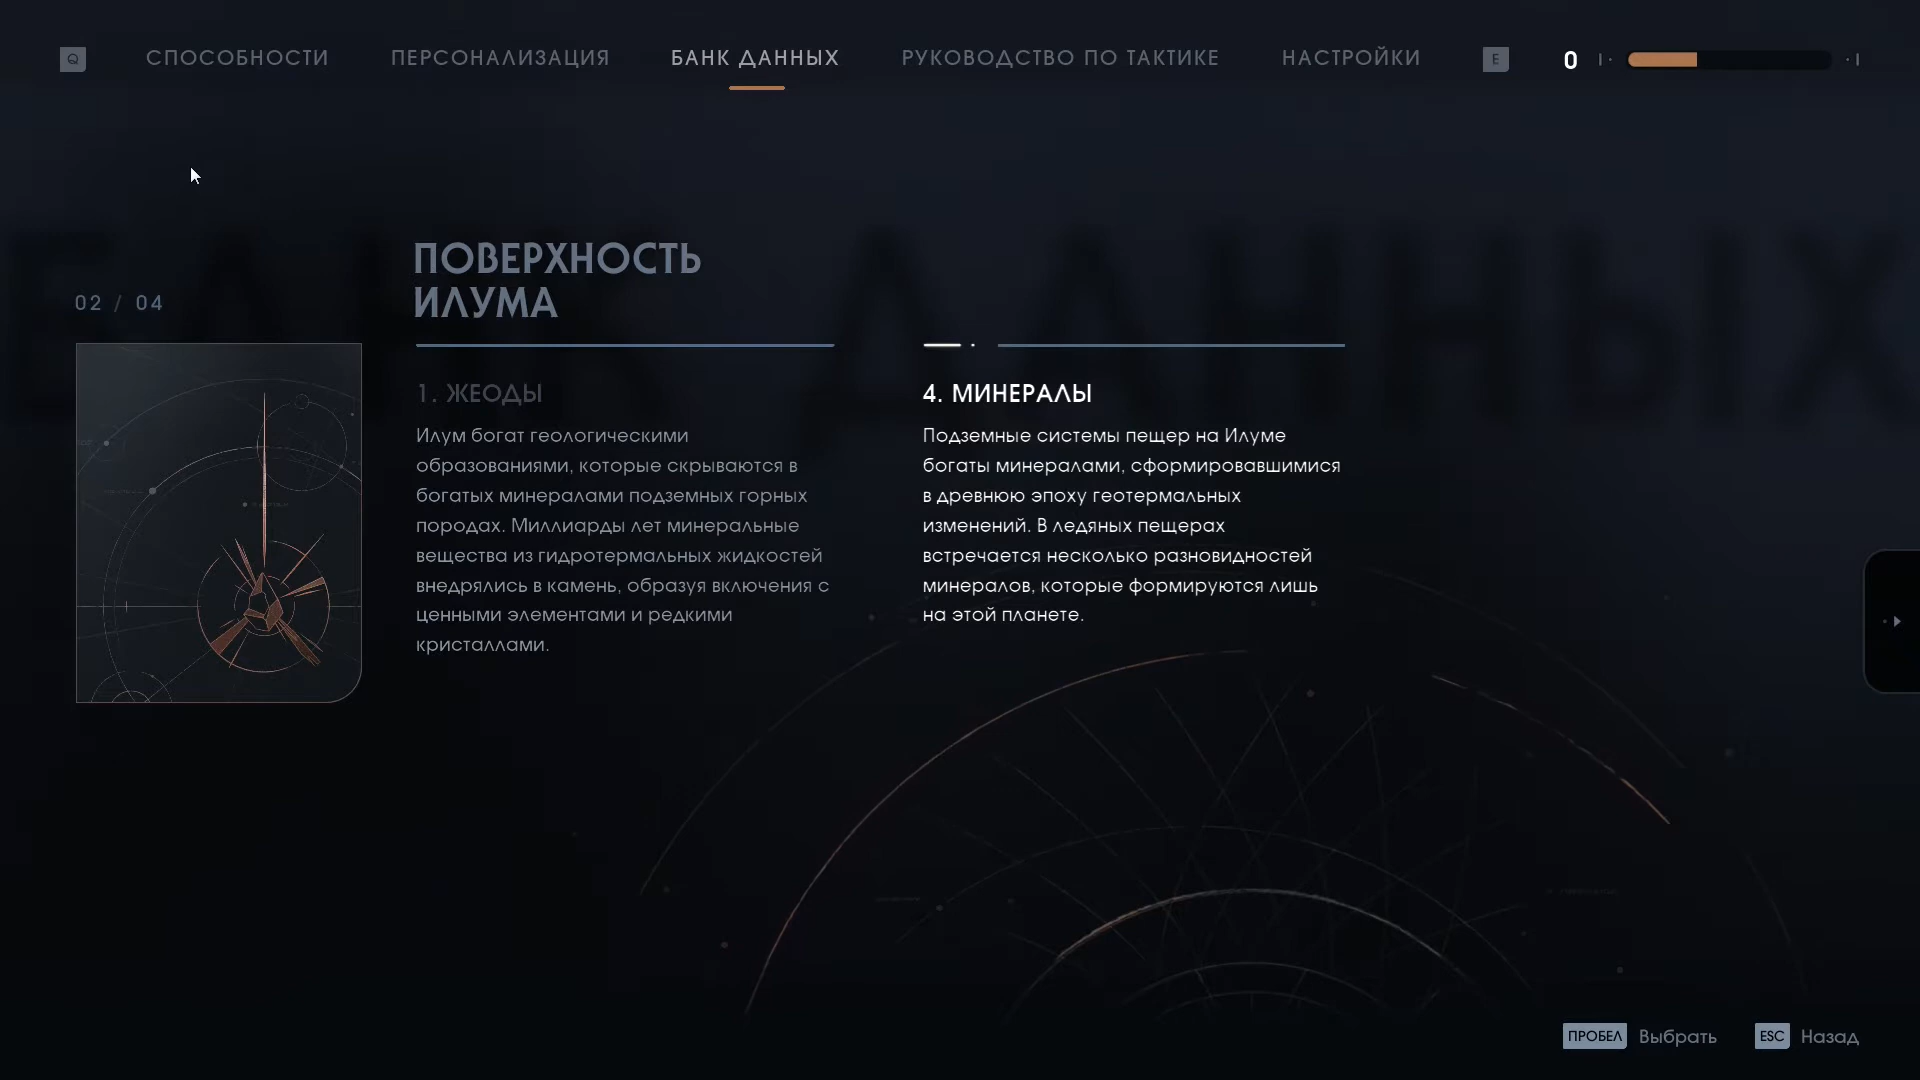 Q СПОСОБНОСТИ ПЕРСОНАЛИЗАЦИЯ БАНК ДАННЫХ РУКОВОДСТВО ПО ТАКТИКЕ НАСТРОЙКИ E 0
БАНК ДАННЫХ
ПОВЕРХНОСТЬ
ИЛУМА
02 / 04
1. ЖЕОДЫ
Илум богат геологическими
образованиями, которые скрываются в
богатых минералами подземных горных
породах. Миллиарды лет минеральные
вещества из гидротермальных жидкостей
внедрялись в камень, образуя включения с
ценными элементами и редкими
кристаллами.
4. МИНЕРАЛЫ
Подземные системы пещер на Илуме
богаты минералами, сформировавшимися
в древнюю эпоху геотермальных
изменений. В ледяных пещерах
встречается несколько разновидностей
минералов, которые формируются лишь
на этой планете.
ПРОБЕЛ Выбрать ESC Назад